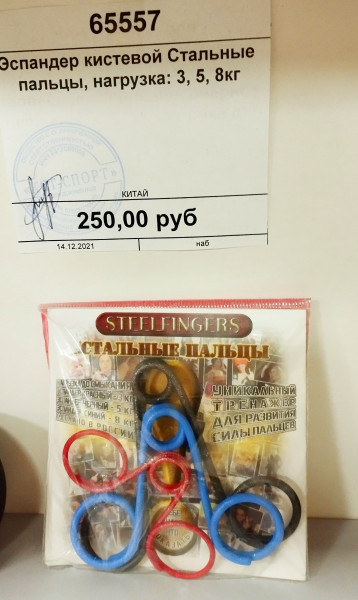 65557
Эспандер кистевой Стальные
пальцы, нагрузка: 3, 5, 8кг
СПОРТ»
КИТАЙ
250,00 руб
14.12.2021 наб
STEELFINGERS
СТАЛЬНЫЕ ПАЛЬЦЫ
УНИКАЛЬНЫЙ
ТРЕНАЖЕР
ДЛЯ РАЗВИТИЯ
СИЛЫ ПАЛЬЦЕВ